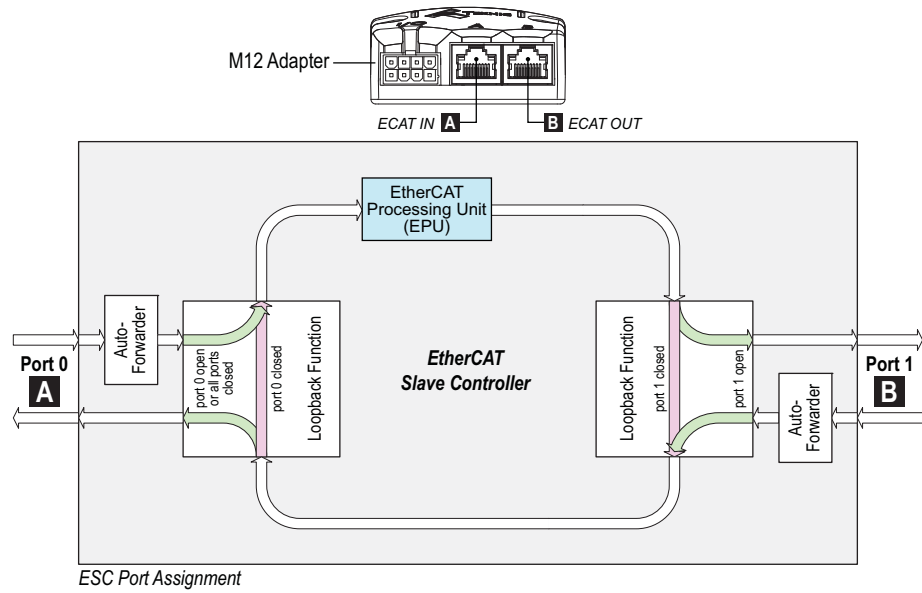 TEKNIC
M12 Adapter
ECAT IN A
B ECAT OUT
EtherCAT
Processing Unit
(EPU)
Auto-
Forwarder
port 0 open
or all ports
closed
port 0 closed
Loopback Function
EtherCAT
Slave Controller
Loopback Function
port 1 closed
port 1 open
Auto-
Forwarder
Port 0
A
Port 1
B
ESC Port Assignment